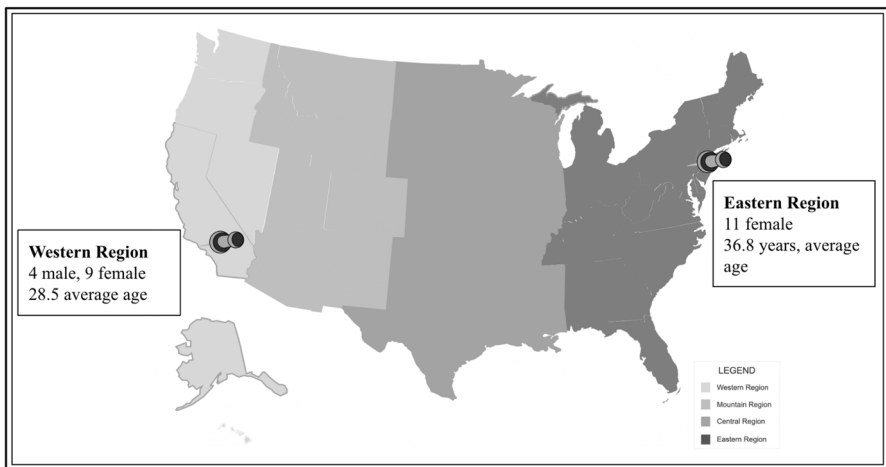 Western Region
4 male, 9 female
28.5 average age
Eastern Region
11 female
36.8 years, average
age
LEGEND
Western Region
Mountain Region
Central Region
Eastern Region